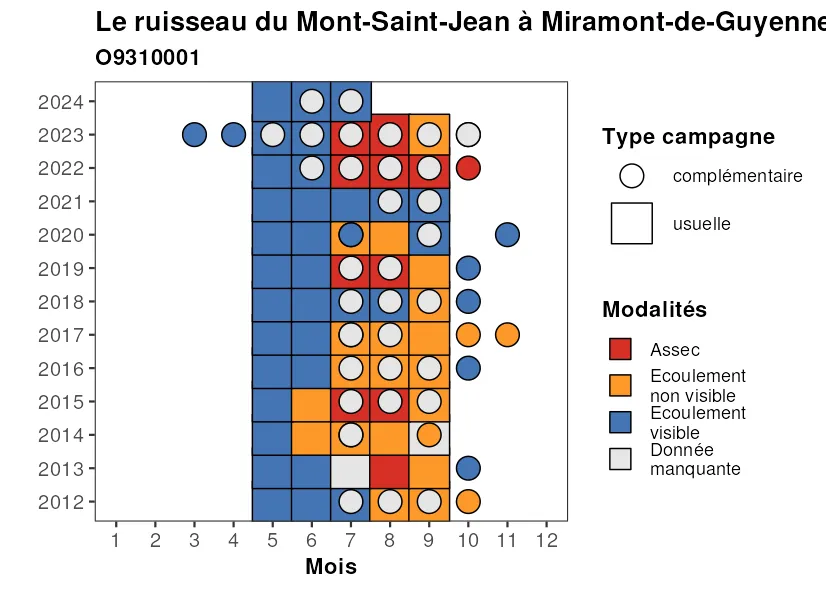 Le ruisseau du Mont-Saint-Jean à Miramont-de-Guyenne
O9310001
2024
2023
2022
2021
2020
2019
2018
2017
2016
2015
2014
2013
2012
1 2 3 4 5 6 7 8 9 10 11 12
Mois
Type campagne
complémentaire
usuelle
Modalités
Assec
Ecoulement
non visible
Ecoulement
visible
Donnée
manquante